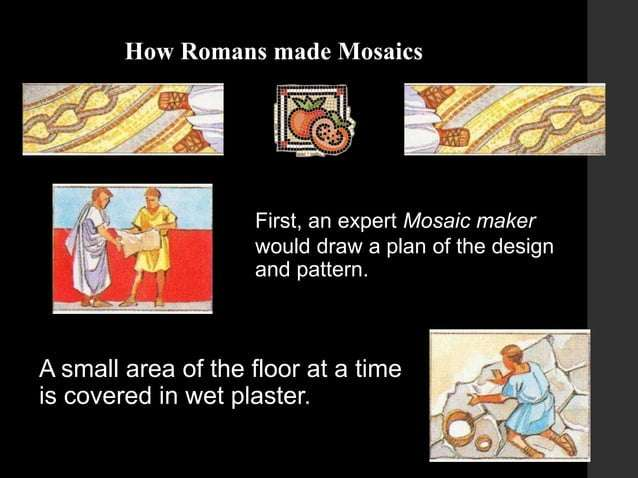 How Romans made Mosaics
First, an expert Mosaic maker
would draw a plan of the design
and pattern.
A small area of the floor at a time
is covered in wet plaster.